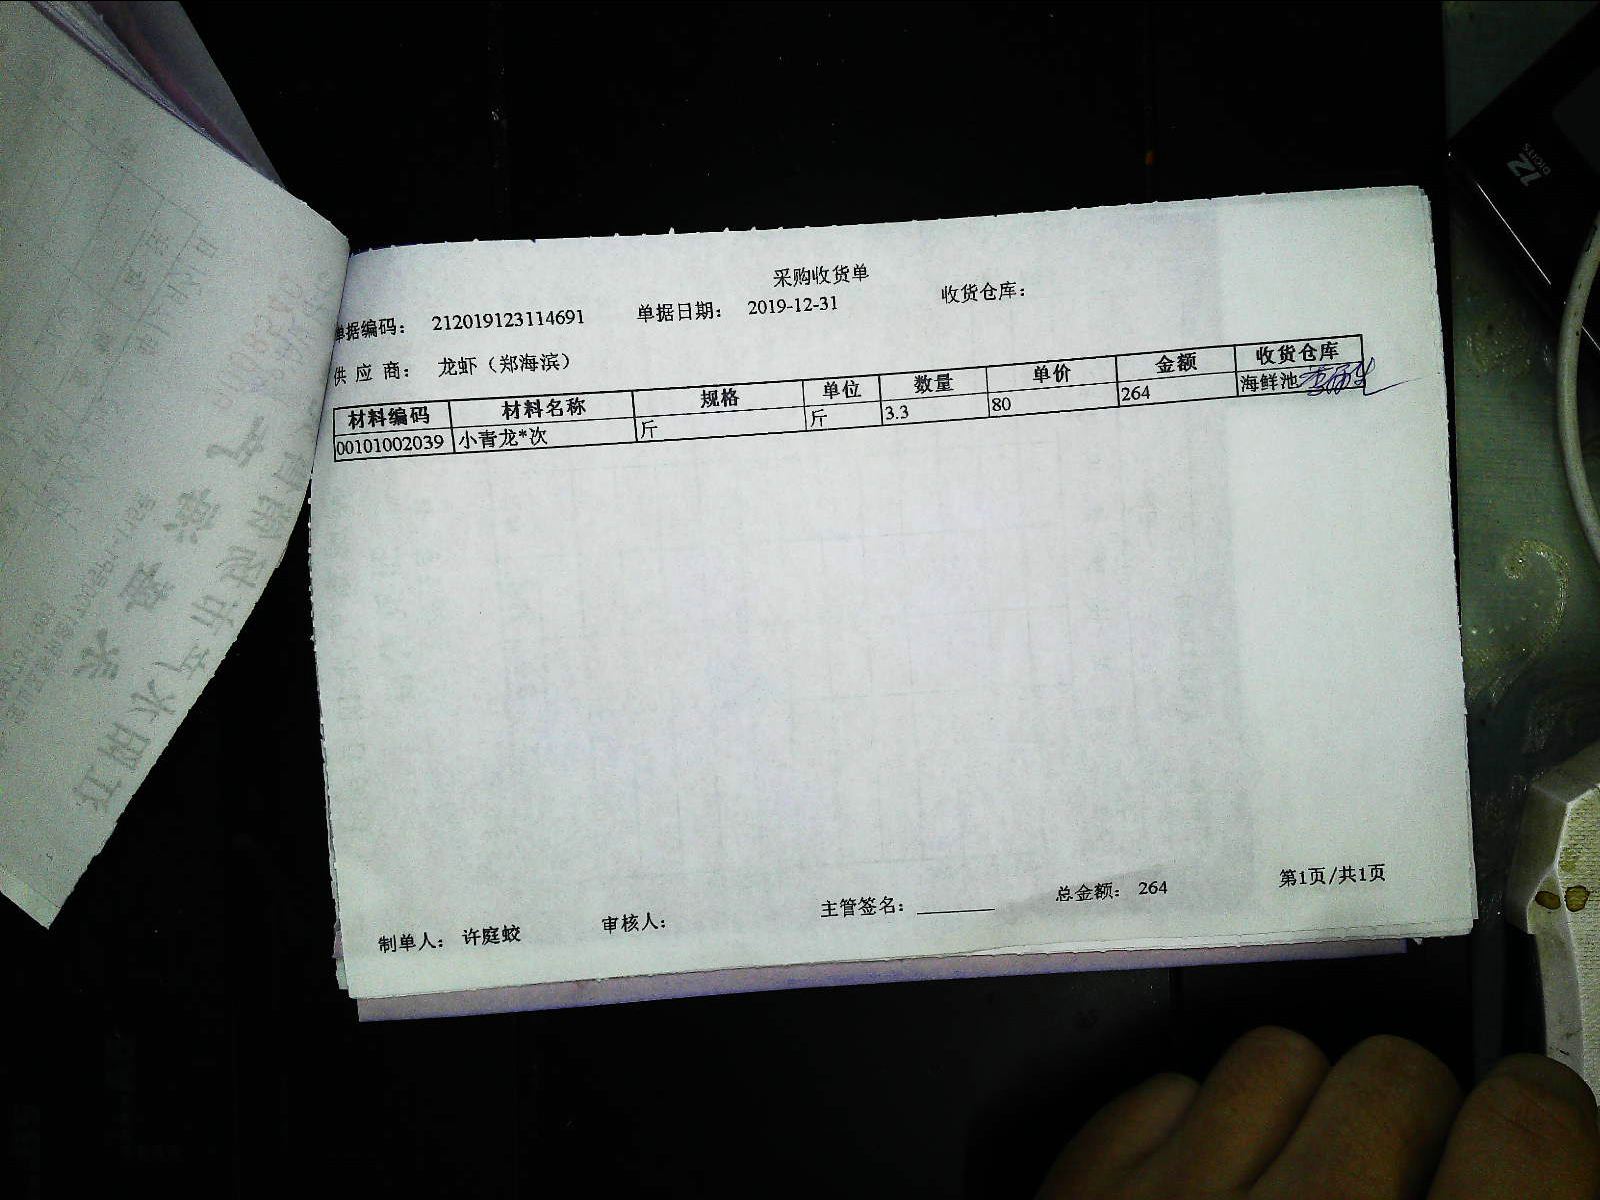 采购收货单
单据编码： 212019123114691 单据日期： 2019-12-31 收货仓库：
供 应 商： 龙虾（郑海滨）
材料编码 材料名称 规格 单位 数量 单价 金额 收货仓库
00101002039 小青龙*次 斤 斤 3.3 80 264 海鲜池
制单人： 许庭蛟 审核人： 主管签名： 总金额： 264 第1页/共1页
12
DIGITS